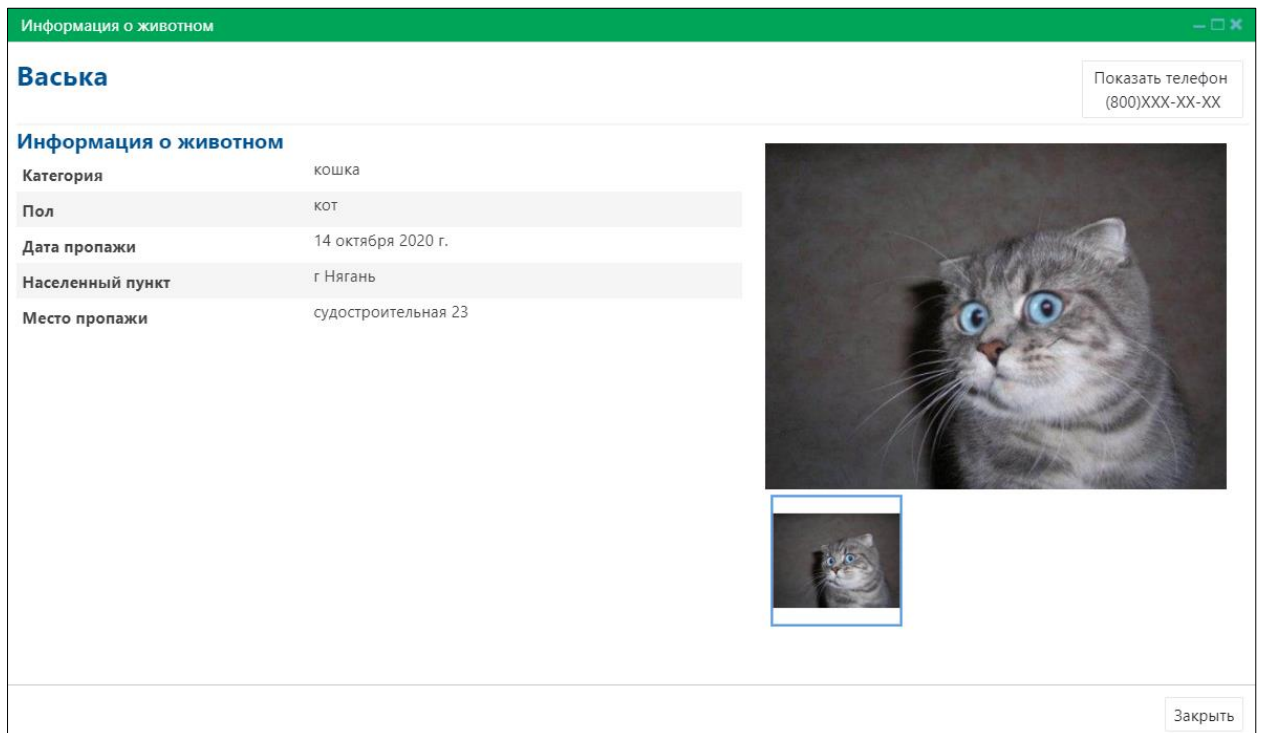 Информация о животном
Васька
Показать телефон
(800)XXX-XX-XX
Информация о животном
Категория кошка
Пол кот
Дата пропажи 14 октября 2020 г.
Населенный пункт г Нягань
Место пропажи судостроительная 23
Закрыть